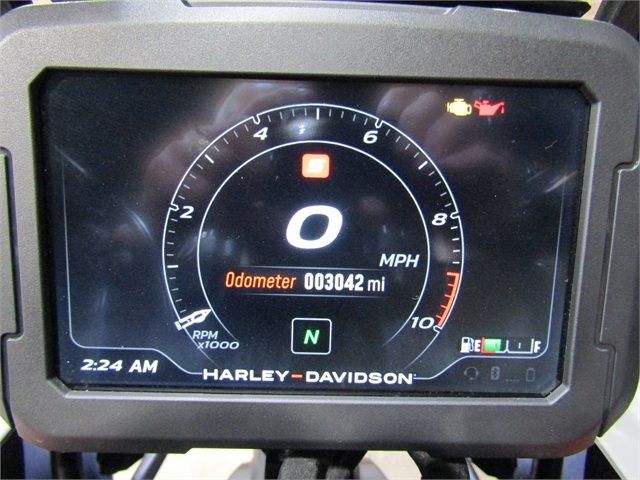 4 6
S
2 8
0
MPH
Odometer 003042 mi
RPM
x1000
N
10
E F
2:24 AM
HARLEY-DAVIDSON